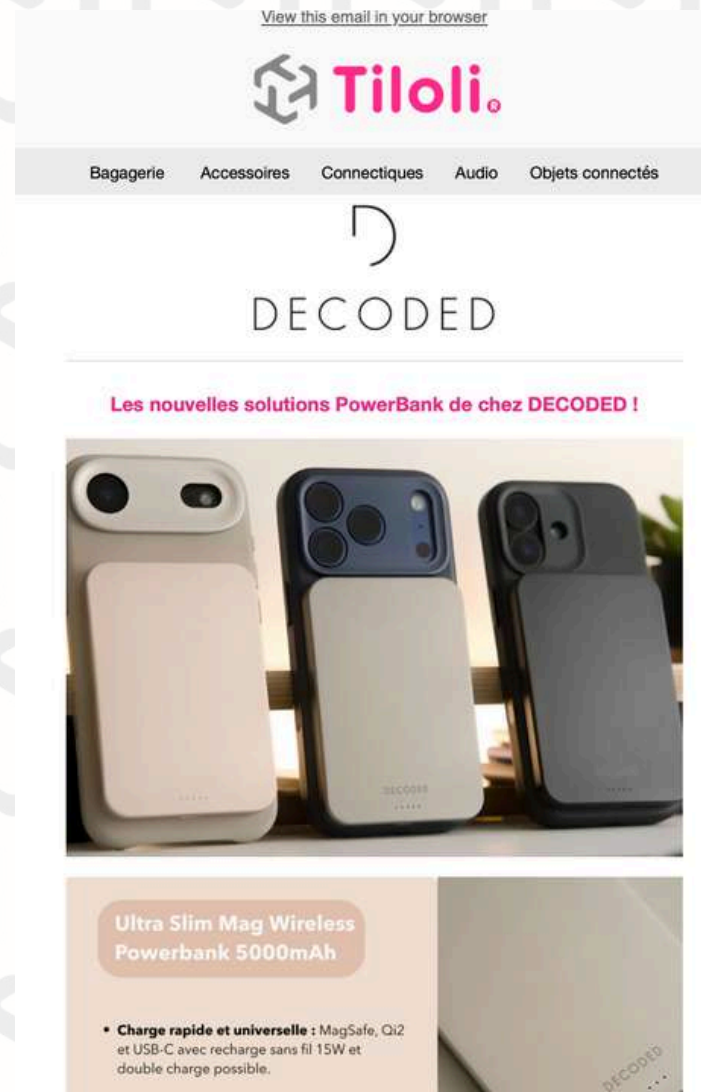 View this email in your browser
Tiloli®
Bagagerie Accessoires Connectiques Audio Objets connectés
DECODED
Les nouvelles solutions PowerBank de chez DECODED !
DECODED
Ultra Slim Mag Wireless
Powerbank 5000mAh
• Charge rapide et universelle : MagSafe, Qi2
et USB-C avec recharge sans fil 15W et
double charge possible.
DECODED